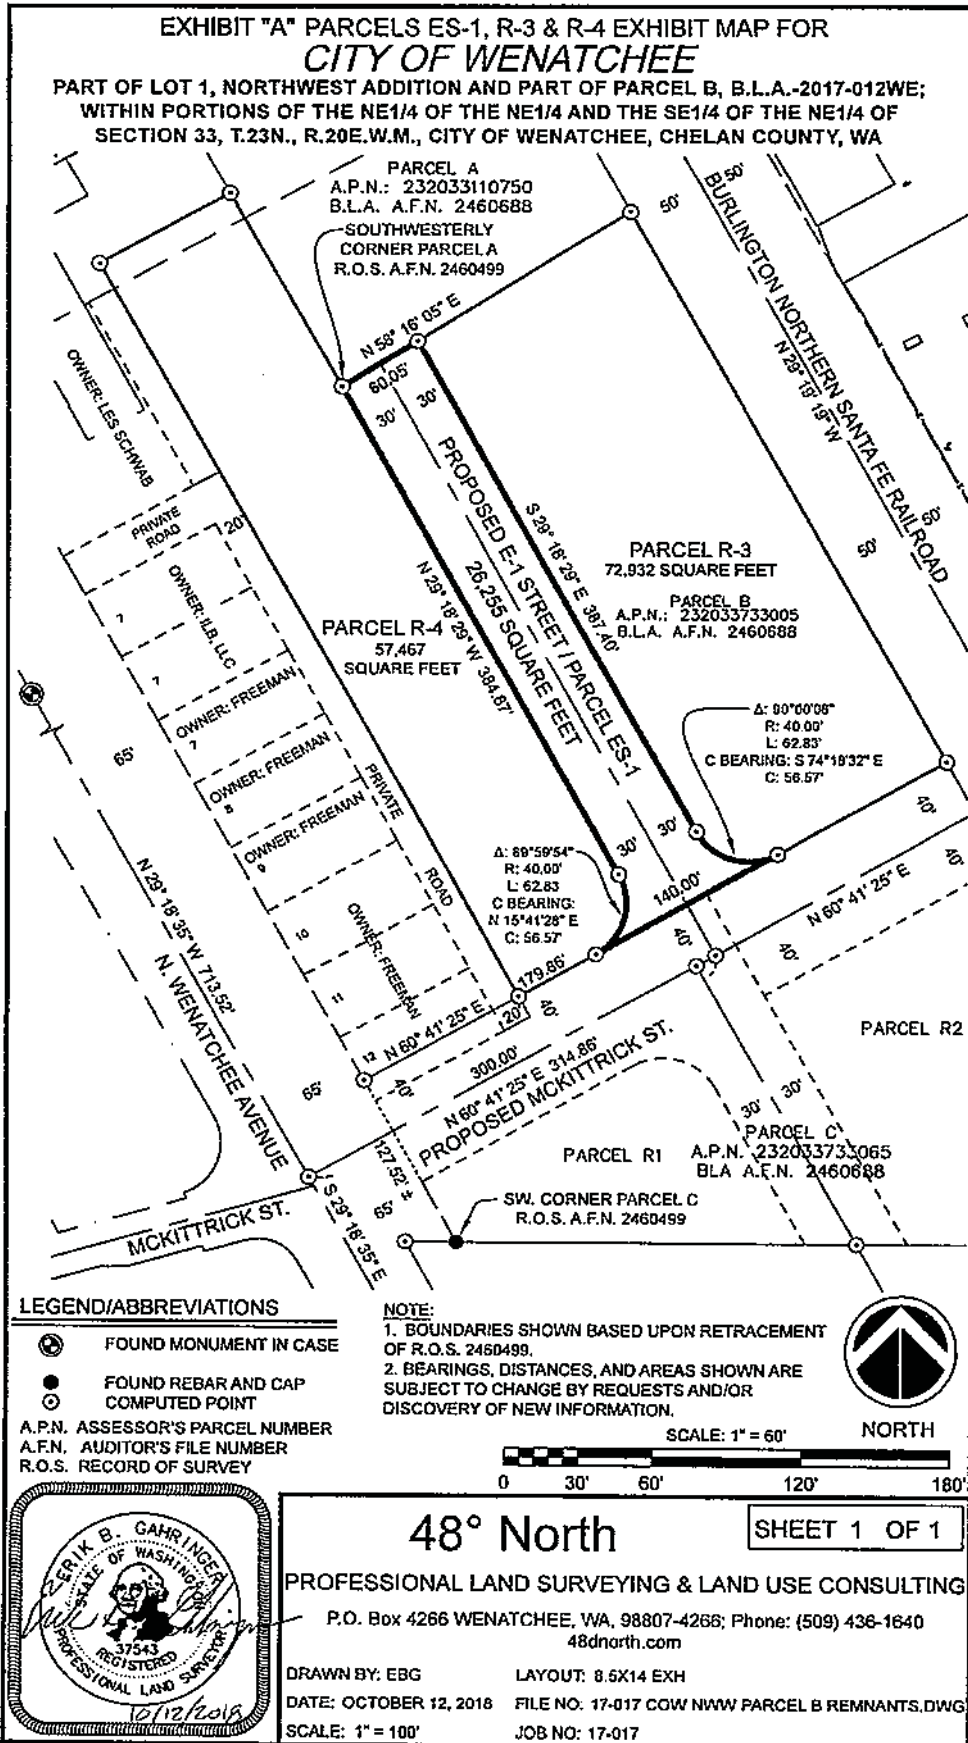 EXHIBIT "A" PARCELS ES-1, R-3 & R-4 EXHIBIT MAP FOR
CITY OF WENATCHEE
PART OF LOT 1, NORTHWEST ADDITION AND PART OF PARCEL B, B.L.A.-2017-012WE;
WITHIN PORTIONS OF THE NE1/4 OF THE NE1/4 AND THE SE1/4 OF THE NE1/4 OF
SECTION 33, T.23N., R.20E.W.M., CITY OF WENATCHEE, CHELAN COUNTY, WA
PARCEL A
A.P.N.: 232033110750
B.L.A. A.F.N. 2460688
SOUTHWESTERLY
CORNER PARCEL A
R.O.S. A.F.N. 2460499
50'
50'
BURLINGTON NORTHERN SANTA FE RAILROAD
N 29° 19' 19" W
50'
50'
60'
N 58° 16' 05" E
60.05'
30'
30'
OWNER: LES SCHWAB
PRIVATE
ROAD
20'
PROPOSED E-1 STREET / PARCEL ES-1
26,255 SQUARE FEET
S 29° 18' 29" E 387.40'
N 29° 18' 29" W 384.87'
PARCEL R-3
72,932 SQUARE FEET
PARCEL B
A.P.N.: 232033733005
B.L.A. A.F.N. 2460688
PARCEL R-4
57,467
SQUARE FEET
7
OWNER: ILB, LLC
7
OWNER: FREEMAN
7
OWNER: FREEMAN
8
OWNER: FREEMAN
9
PRIVATE
ROAD
OWNER: FREEMAN
10
11
12
65'
Δ: 90°00'06"
R: 40.00'
L: 62.83'
C BEARING: S 74°18'32" E
C: 56.57'
Δ: 89°59'54"
R: 40.00'
L: 62.83
C BEARING:
N 15°41'28" E
C: 56.57'
30'
30'
140.00'
40'
40'
N 60° 41' 25" E
40'
40'
N 29° 18' 35" W 713.52'
N. WENATCHEE AVENUE
179.86'
N 60° 41' 25" E
20'
40'
300.00'
40'
N 60° 41' 25" E 314.86'
PROPOSED MCKITTRICK ST.
PARCEL R2
65'
127.52' ±
30'
30'
PARCEL C
A.P.N. 232033733065
BLA A.F.N. 2460688
PARCEL R1
SW. CORNER PARCEL C
R.O.S. A.F.N. 2460499
MCKITTRICK ST.
S 29° 18' 35" E
65'
LEGEND/ABBREVIATIONS
FOUND MONUMENT IN CASE
FOUND REBAR AND CAP
COMPUTED POINT
A.P.N. ASSESSOR'S PARCEL NUMBER
A.F.N. AUDITOR'S FILE NUMBER
R.O.S. RECORD OF SURVEY
NOTE:
1. BOUNDARIES SHOWN BASED UPON RETRACEMENT
OF R.O.S. 2460499.
2. BEARINGS, DISTANCES, AND AREAS SHOWN ARE
SUBJECT TO CHANGE BY REQUESTS AND/OR
DISCOVERY OF NEW INFORMATION.
NORTH
SCALE: 1" = 60'
0 30' 60' 120' 180'
ERIK B. GAHRINGER
STATE OF WASHINGTON
37543
REGISTERED
PROFESSIONAL LAND SURVEYOR
10/12/2018
48° North
SHEET 1 OF 1
PROFESSIONAL LAND SURVEYING & LAND USE CONSULTING
P.O. Box 4266 WENATCHEE, WA, 98807-4266; Phone: (509) 436-1640
48dnorth.com
DRAWN BY: EBG
LAYOUT: 8.5X14 EXH
DATE: OCTOBER 12, 2018
FILE NO: 17-017 COW NWW PARCEL B REMNANTS.DWG
SCALE: 1" = 100'
JOB NO: 17-017